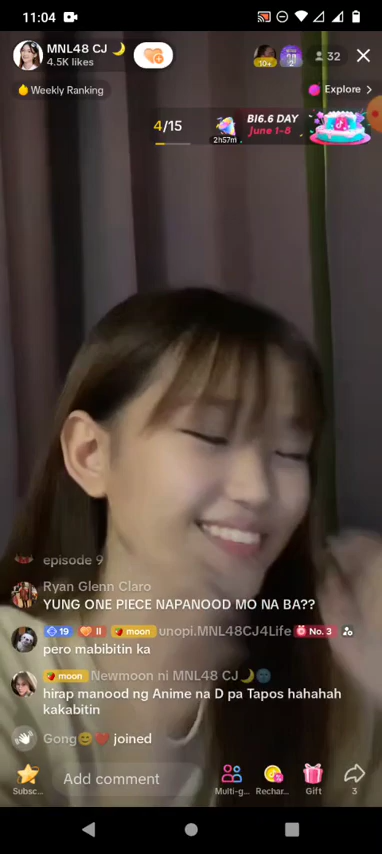 11:04
MNL48 CJ 🌙
4.5K likes
10+
32
Weekly Ranking
Explore >
4/15
2h57m
BI6.6 DAY
June 1-8
episode 9
Ryan Glenn Claro
YUNG ONE PIECE NAPANOOD MO NA BA??
19 II moon unopi.MNL48CJ4Life No. 3
pero mabibitin ka
moon Newmoon ni MNL48 CJ🌙🌚
hirap manood ng Anime na D pa Tapos hahahah
kakabitin
Gong😊❤️ joined
Add comment
Subsc... Multi-g... Rechar... Gift 3